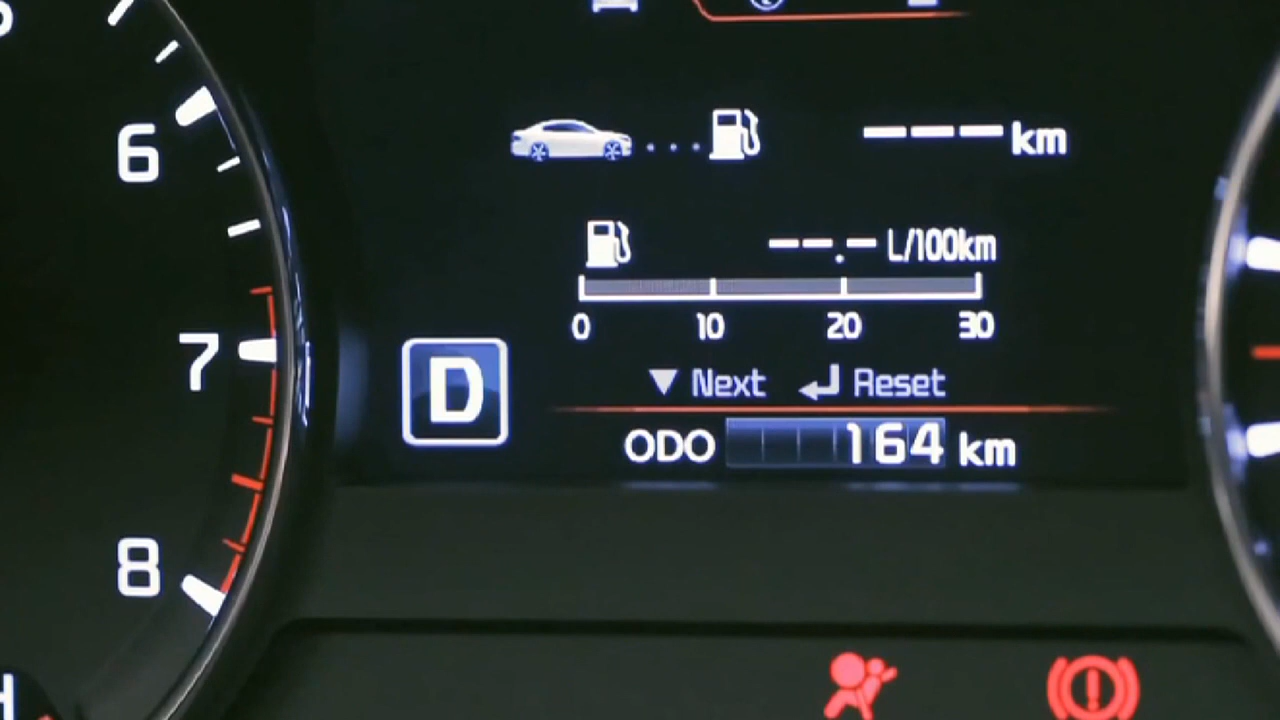 --- km
--.- L/100km
0 10 20 30
6
7
8
D
▼ Next ↵ Reset
ODO 164 km
H